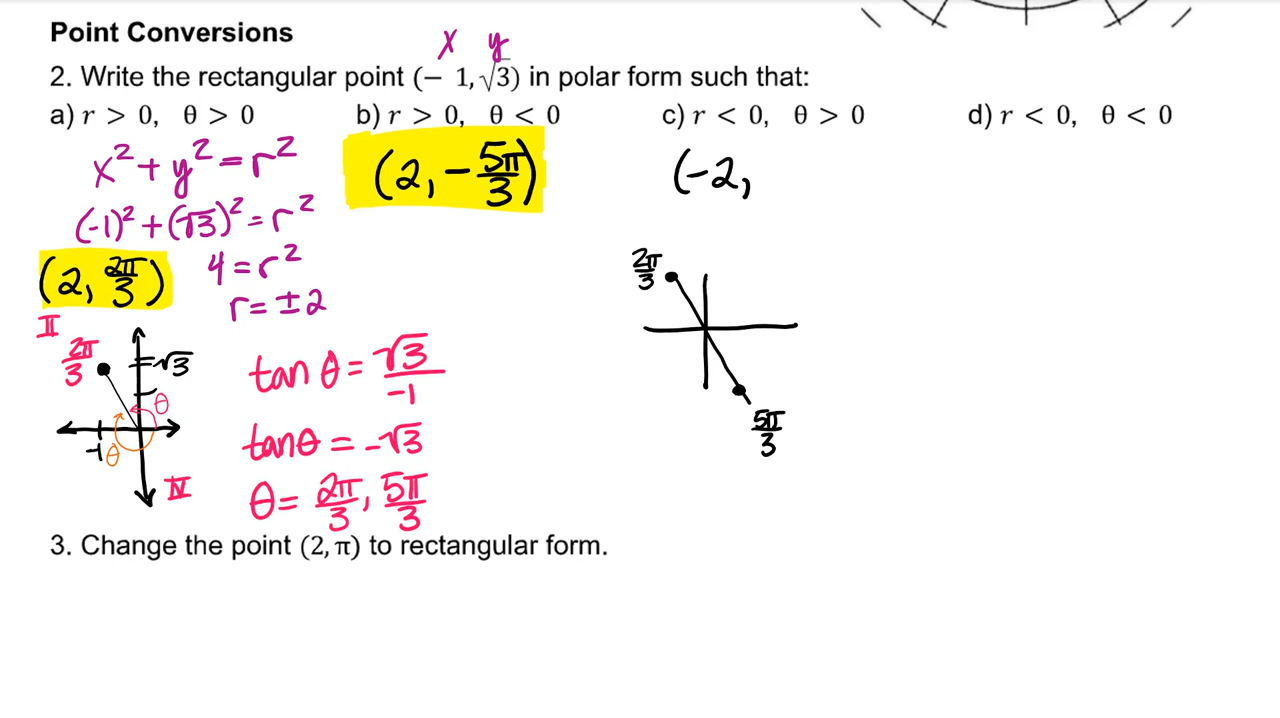 Point Conversions
x y
2. Write the rectangular point (− 1, √3) in polar form such that:
a) r > 0, θ > 0 b) r > 0, θ < 0 c) r < 0, θ > 0 d) r < 0, θ < 0
x² + y² = r²
(-1)² + (√3)² = r²
(2, 2π/3) 4 = r²
r = ±2
II
2π/3 √3
θ
-1 θ
IV
tan θ = √3/-1
tanθ = -√3
θ = 2π/3, 5π/3
(2, -5π/3)
(-2,
2π/3
5π/3
3. Change the point (2, π) to rectangular form.